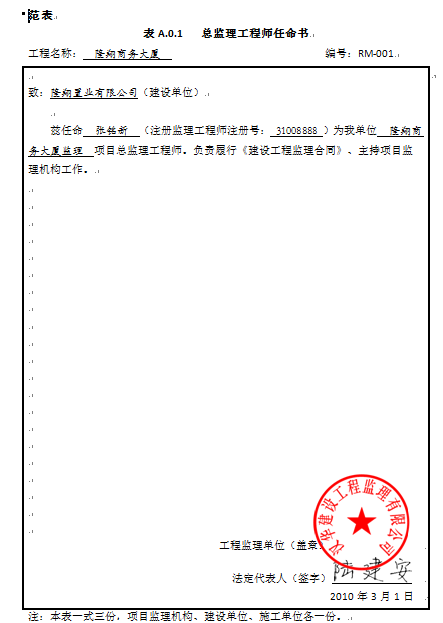 范表
表 A.0.1 总监理工程师任命书
工程名称： 隆翔商务大厦 编号：RM-001
致：隆翔置业有限公司（建设单位）
兹任命 张铭新 （注册监理工程师注册号： 31008888 ）为我单位 隆翔商
务大厦监理 项目总监理工程师。负责履行《建设工程监理合同》、主持项目监
理机构工作。
汉华建设工程监理有限公司
工程监理单位（盖章）
法定代表人（签字） 陆建安
2010 年 3 月 1 日
注：本表一式三份，项目监理机构、建设单位、施工单位各一份。